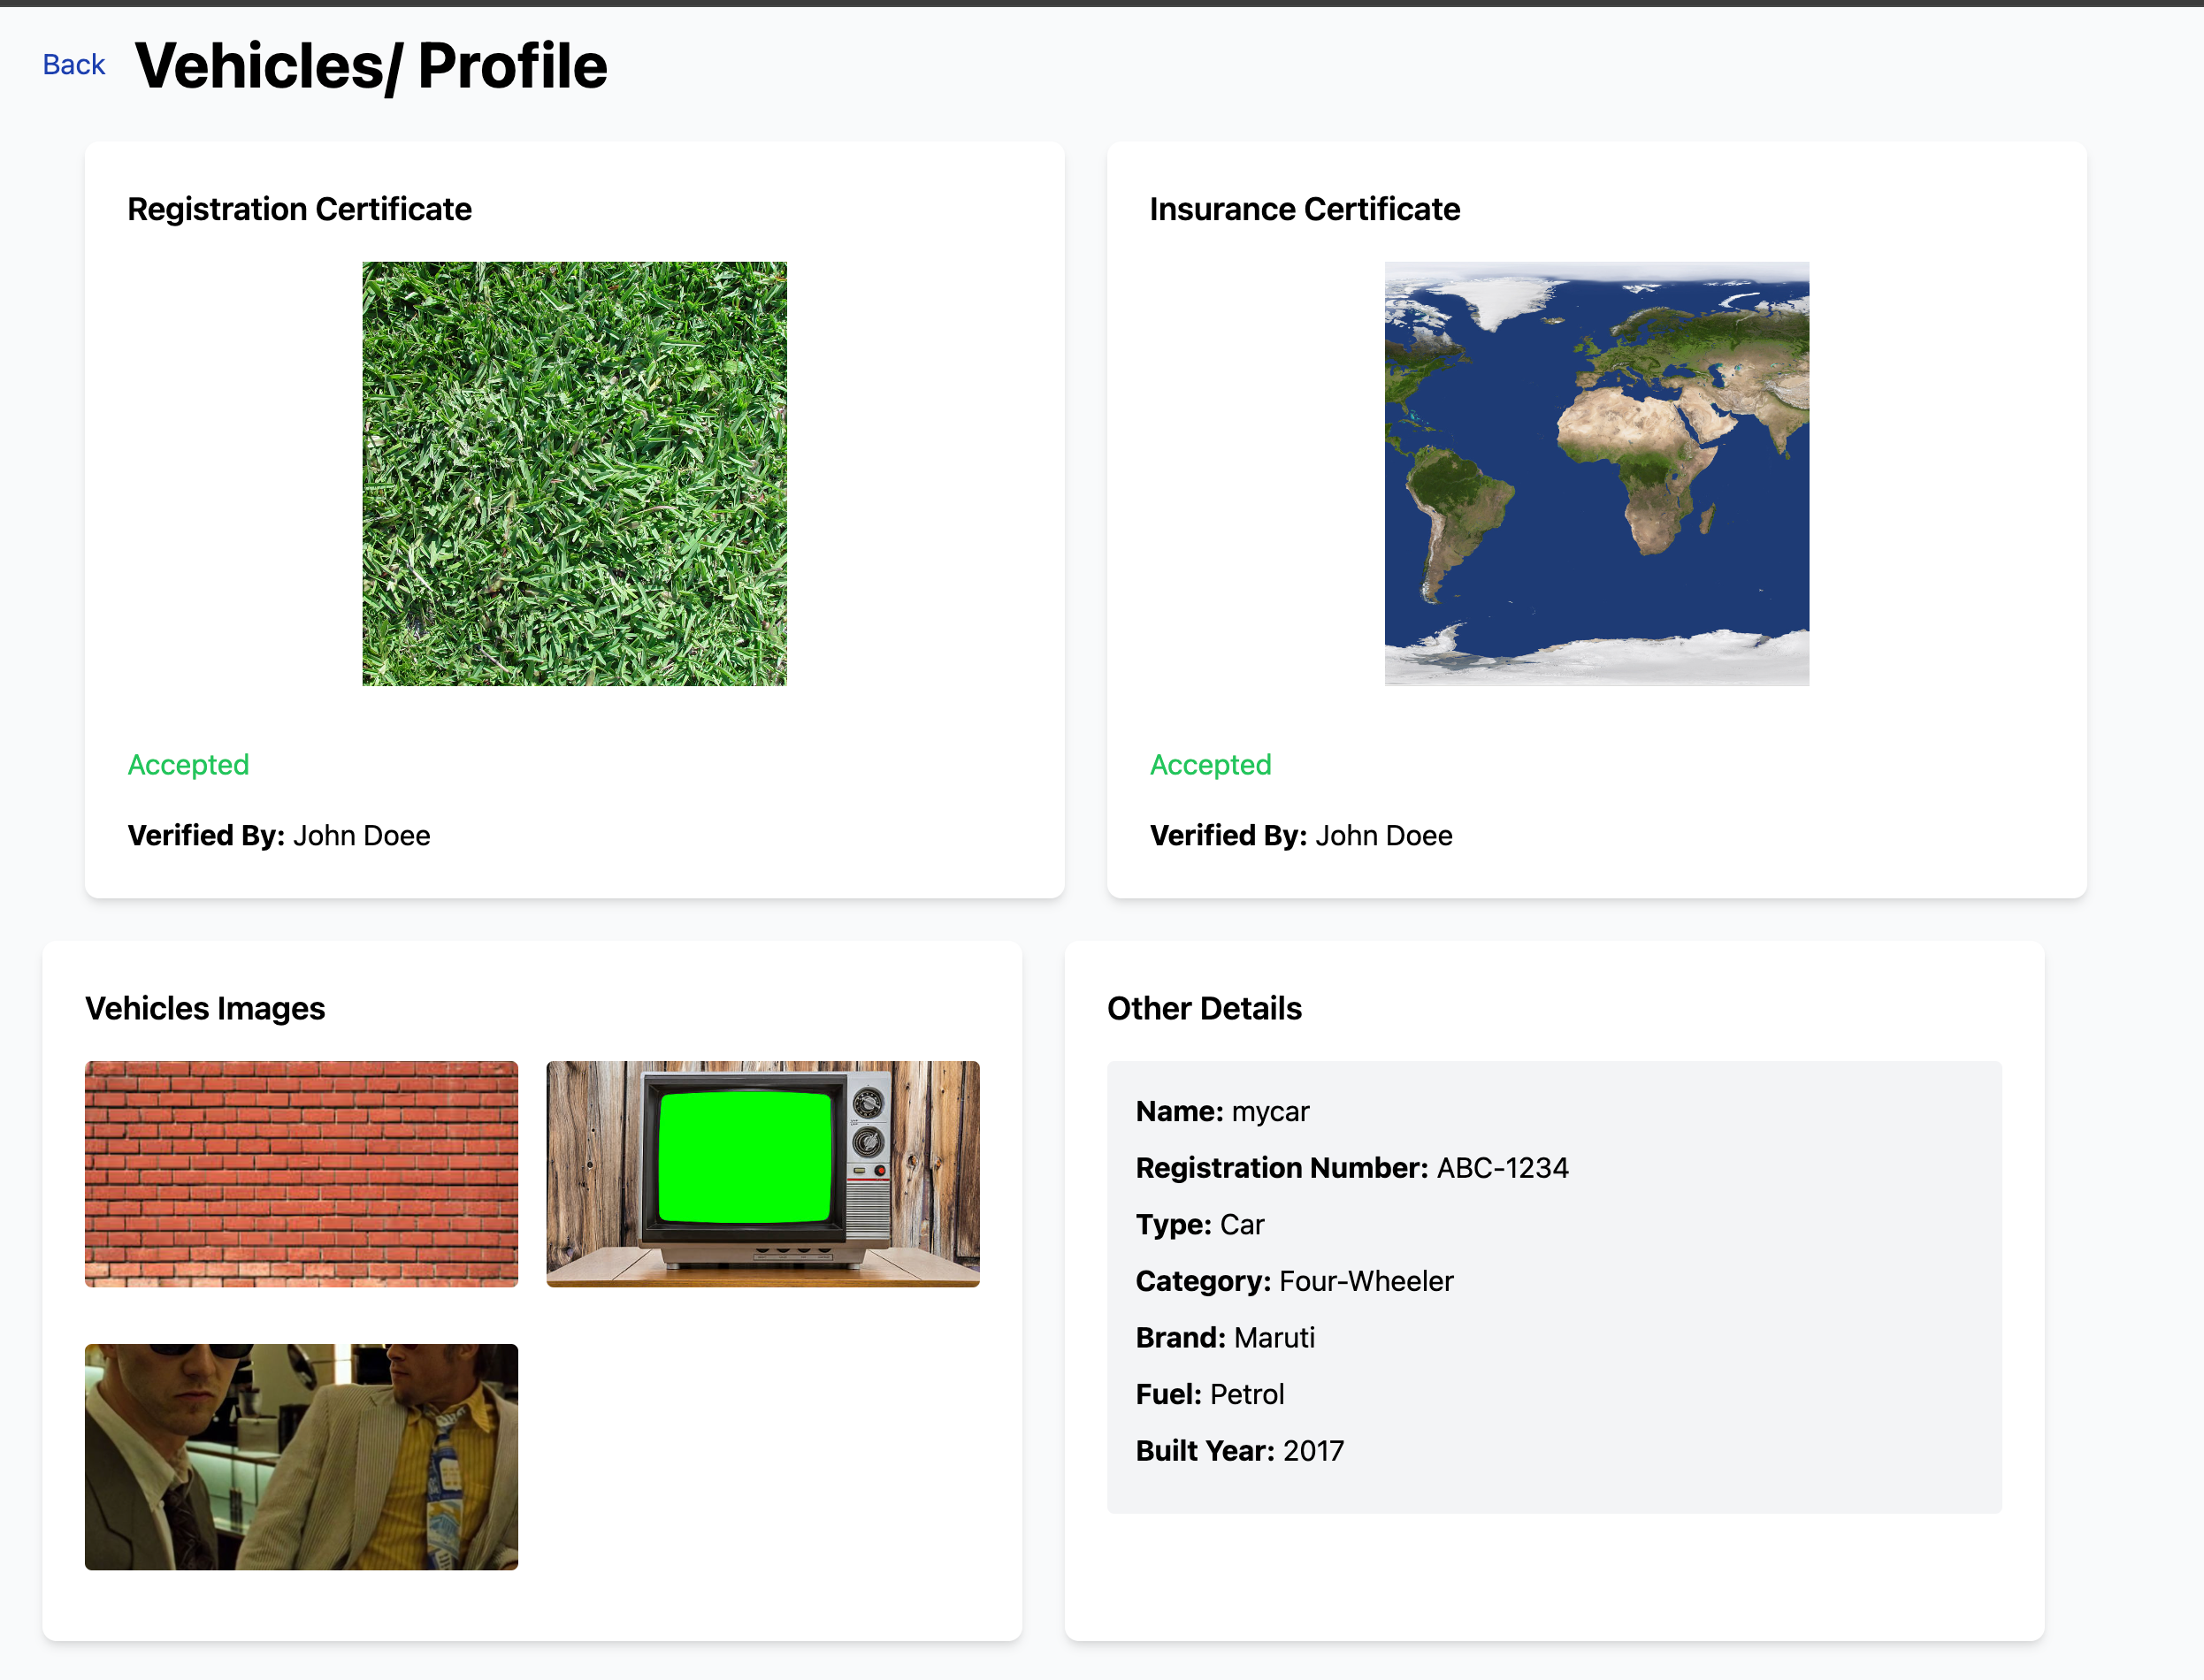 Back Vehicles/ Profile
Registration Certificate
Accepted
Verified By: John Doee
Insurance Certificate
Accepted
Verified By: John Doee
Vehicles Images
Other Details
Name: mycar
Registration Number: ABC-1234
Type: Car
Category: Four-Wheeler
Brand: Maruti
Fuel: Petrol
Built Year: 2017